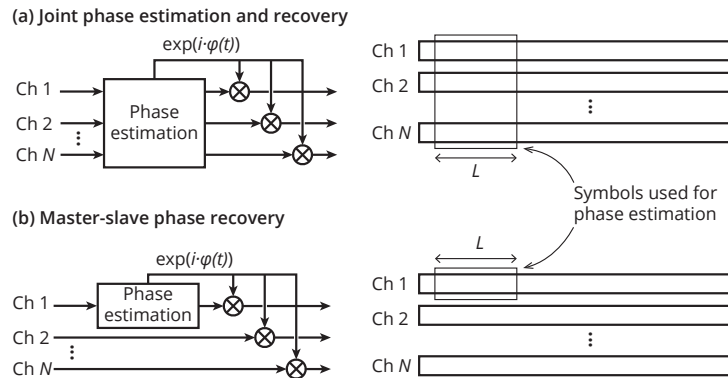 (a) Joint phase estimation and recovery
exp(i·φ(t))
Ch 1
Ch 2
⋮
Ch N
Phase
estimation
Ch 1
Ch 2
⋮
Ch N
L
Symbols used for
phase estimation
(b) Master-slave phase recovery
exp(i·φ(t))
Ch 1
Phase
estimation
Ch 2
⋮
Ch N
L
Ch 1
Ch 2
⋮
Ch N